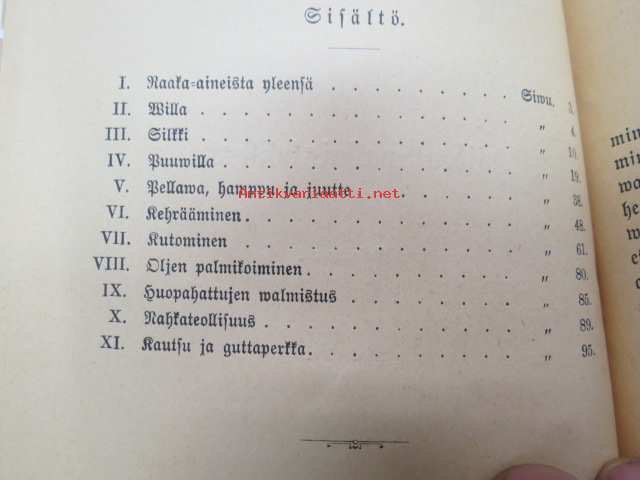 Sisältö.
I. Raaka-aineista yleensä . . . . . . . . Siwu. 3.
II. Willa . . . . . . . . . . . „ 4.
III. Silkki . . . . . . . . . . . „ 10.
IV. Puuwilla . . . . . . . . . . „ 19.
V. Pellawa, hamppu ja juutte . . . . . . „ 38.
Antikvariaatti.net
VI. Kehrääminen . . . . . . . . . . „ 48.
VII. Kutominen . . . . . . . . . . „ 61.
VIII. Oljen palmikoiminen . . . . . . . . „ 80.
IX. Huopahattujen walmistus . . . . . . . „ 85.
X. Nahkateollisuus . . . . . . . . . „ 89.
XI. Kautsu ja guttaperkka . . . . . . . . „ 95.